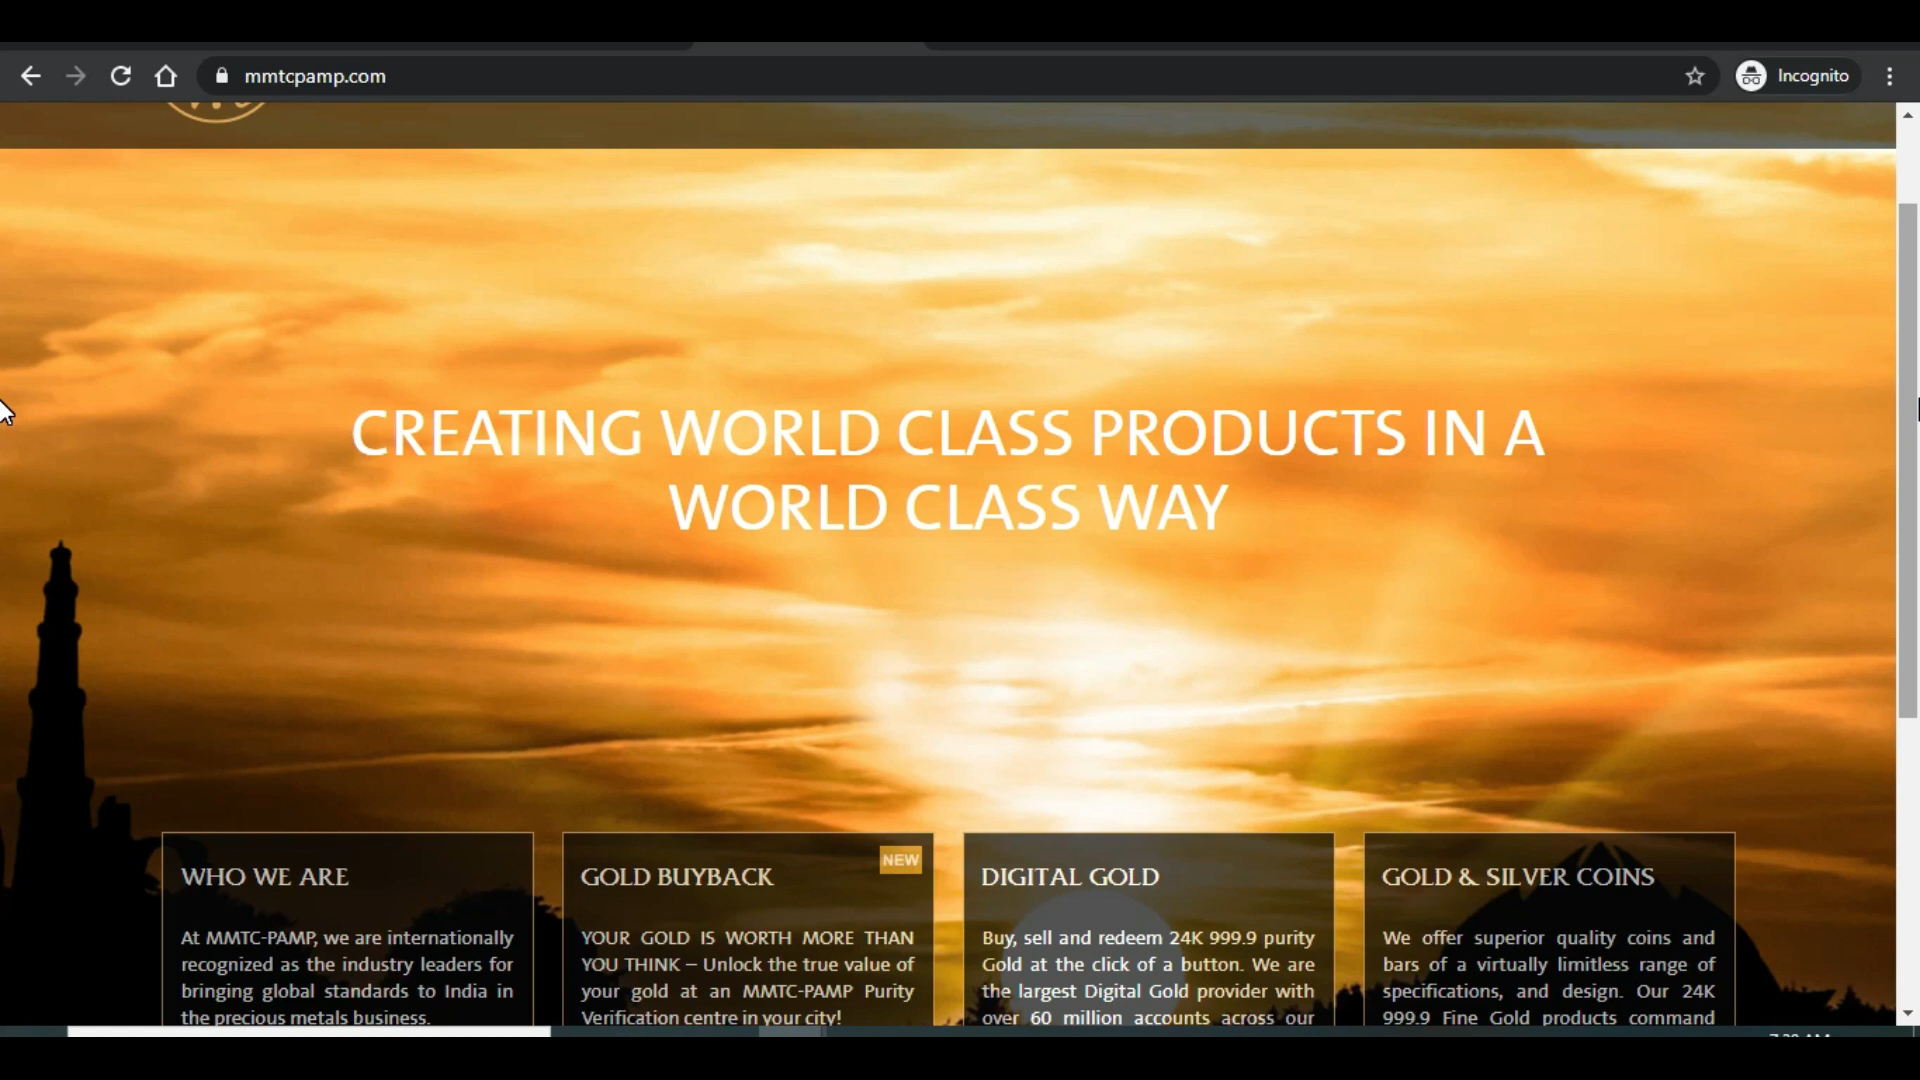 mmtcpamp.com
Incognito
CREATING WORLD CLASS PRODUCTS IN A
WORLD CLASS WAY
WHO WE ARE
At MMTC-PAMP, we are internationally
recognized as the industry leaders for
bringing global standards to India in
the precious metals business.
GOLD BUYBACK
NEW
YOUR GOLD IS WORTH MORE THAN
YOU THINK – Unlock the true value of
your gold at an MMTC-PAMP Purity
Verification centre in your city!
DIGITAL GOLD
Buy, sell and redeem 24K 999.9 purity
Gold at the click of a button. We are
the largest Digital Gold provider with
over 60 million accounts across our
GOLD & SILVER COINS
We offer superior quality coins and
bars of a virtually limitless range of
specifications, and design. Our 24K
999.9 Fine Gold products command